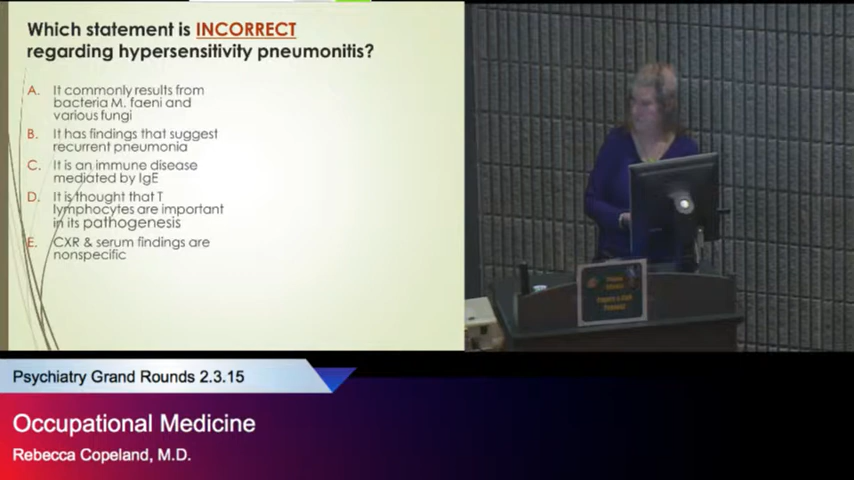 Which statement is INCORRECT
regarding hypersensitivity pneumonitis?
A. It commonly results from
bacteria M. faeni and
various fungi
B. It has findings that suggest
recurrent pneumonia
C. It is an immune disease
mediated by IgE
D. It is thought that T
lymphocytes are important
in its pathogenesis
E. CXR & serum findings are
nonspecific
Psychiatry Grand Rounds 2.3.15
Occupational Medicine
Rebecca Copeland, M.D.